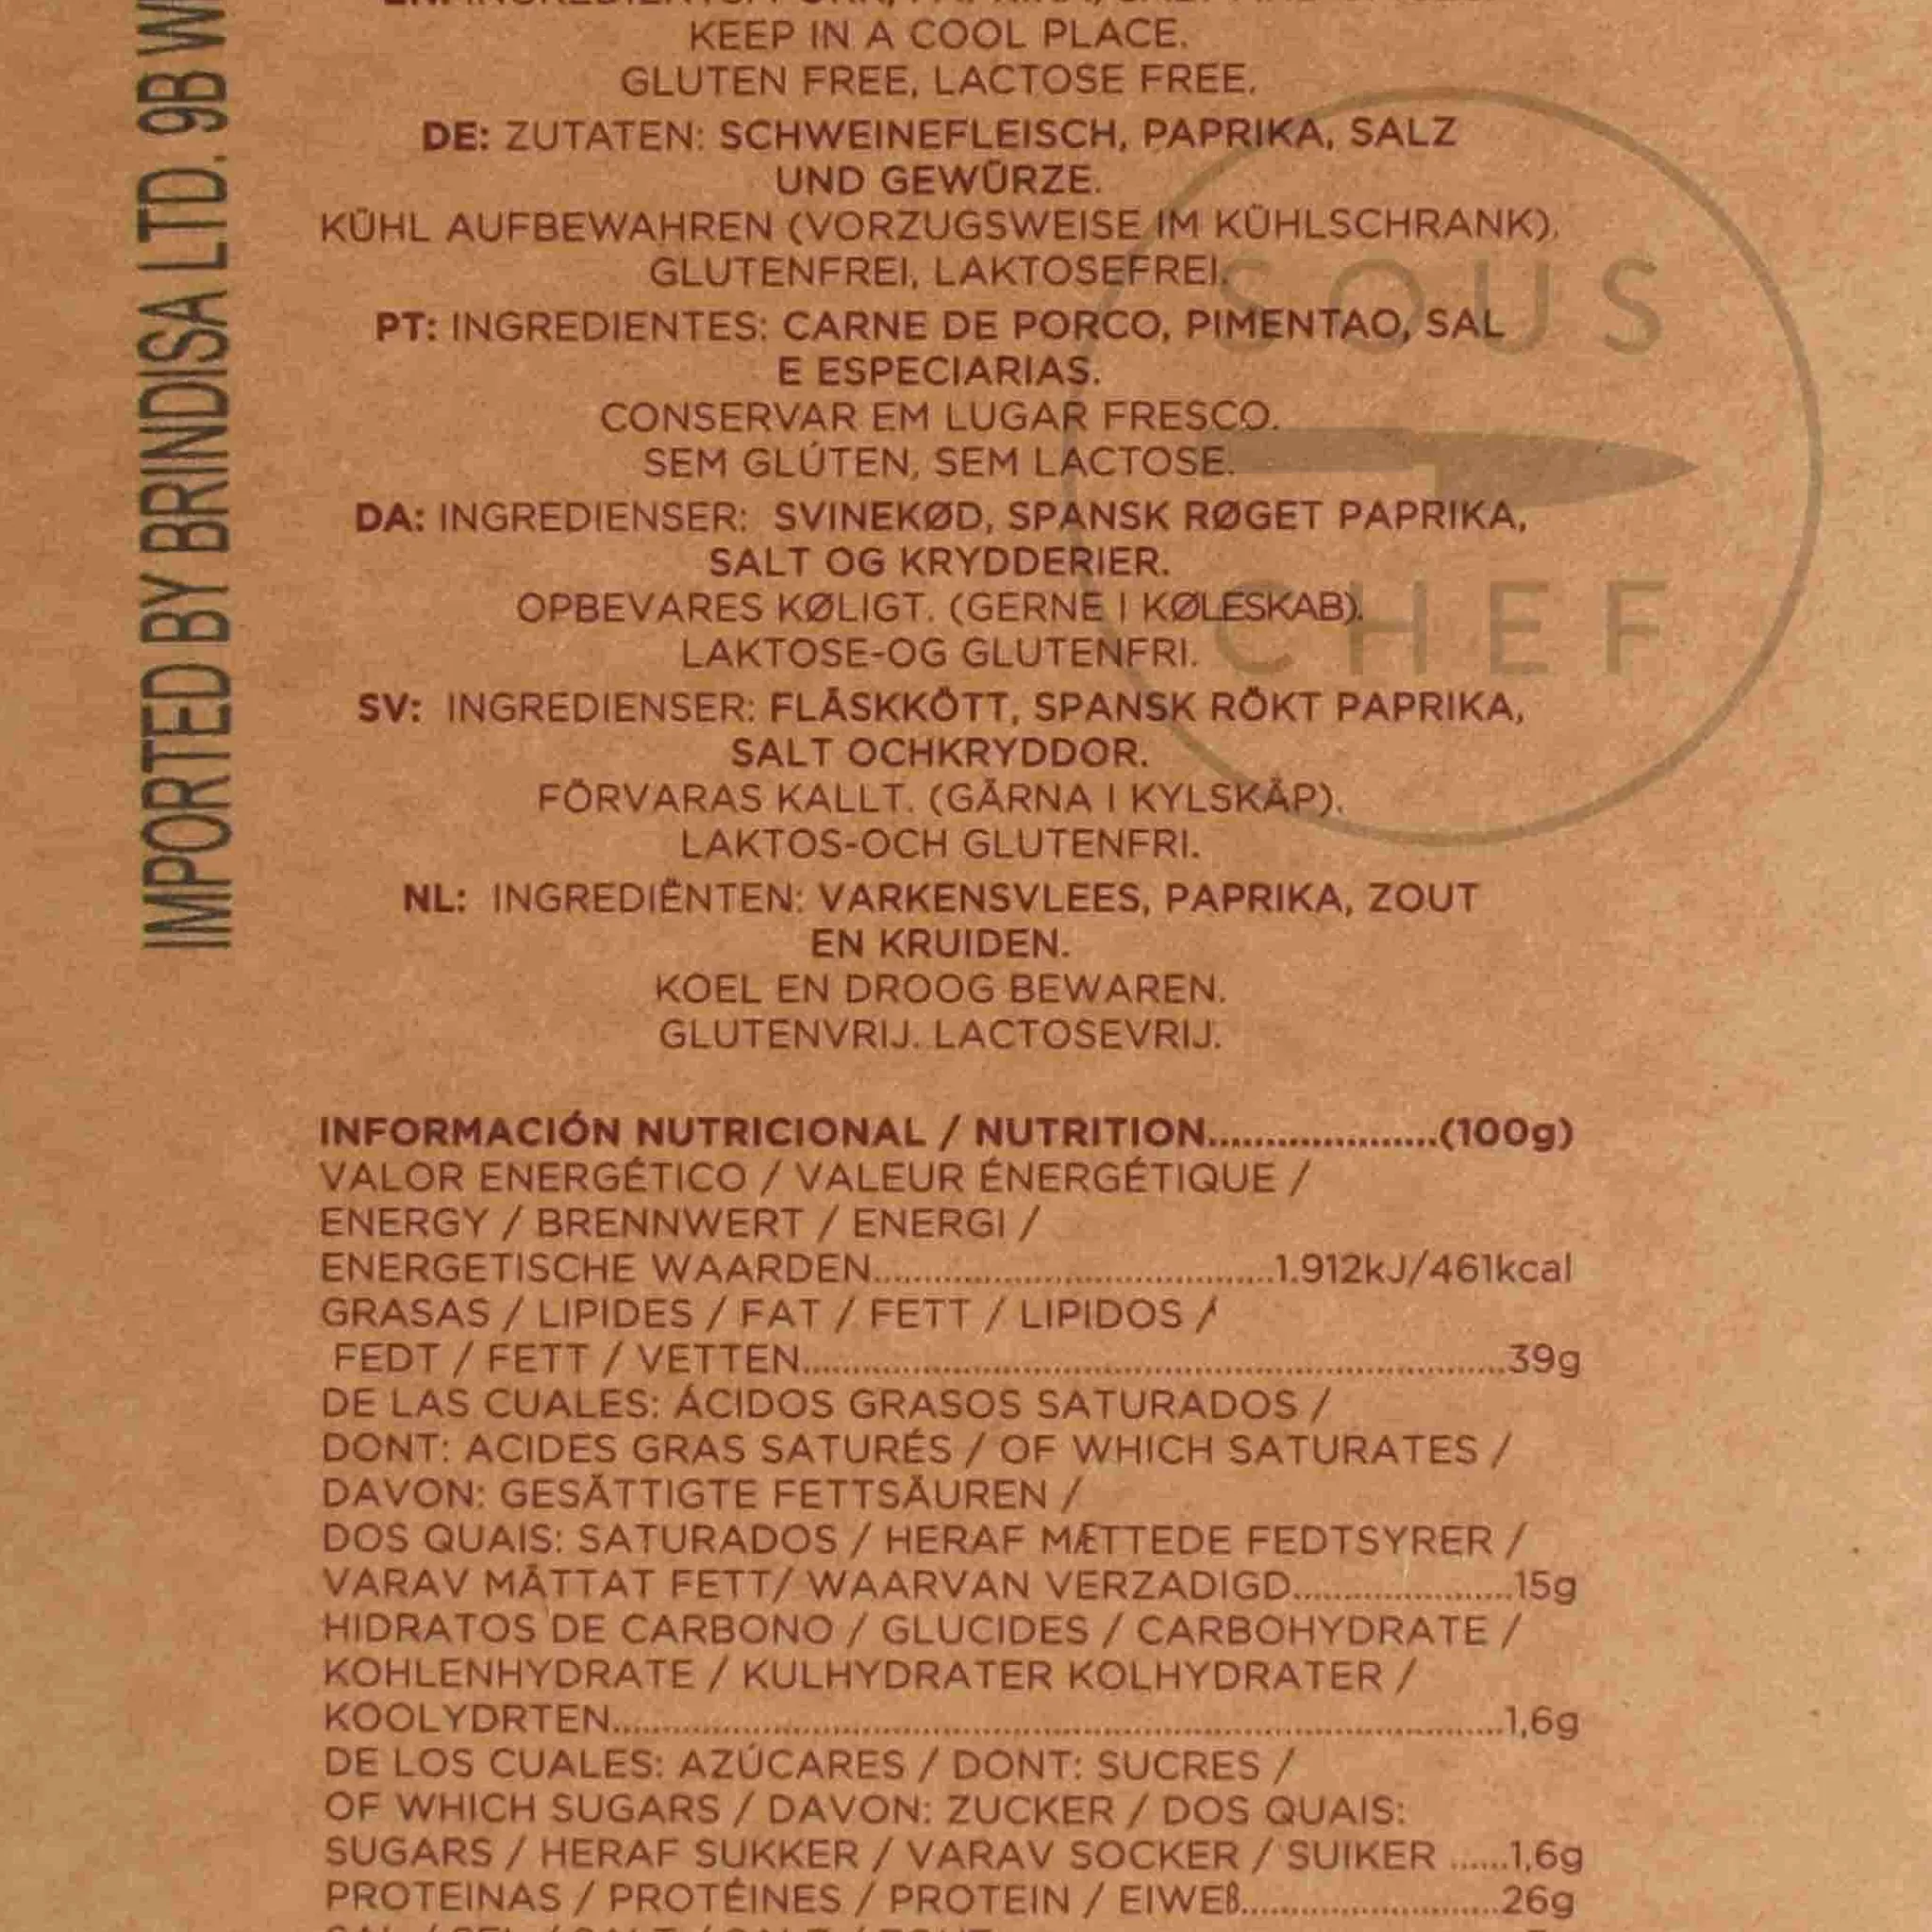 KEEP IN A COOL PLACE.
GLUTEN FREE, LACTOSE FREE.
DE: ZUTATEN: SCHWEINEFLEISCH, PAPRIKA, SALZ
UND GEWÜRZE.
KÜHL AUFBEWAHREN (VORZUGSWEISE IM KÜHLSCHRANK).
GLUTENFREI, LAKTOSEFREI.
PT: INGREDIENTES: CARNE DE PORCO, PIMENTAO, SAL
E ESPECIARIAS.
CONSERVAR EM LUGAR FRESCO.
SEM GLÚTEN, SEM LACTOSE.
DA: INGREDIENSER: SVINEKØD, SPANSK RØGET PAPRIKA,
SALT OG KRYDDERIER.
OPBEVARES KØLIGT. (GERNE I KØLESKAB).
LAKTOSE-OG GLUTENFRI.
SV: INGREDIENSER: FLÄSKKÖTT, SPANSK RÖKT PAPRIKA,
SALT OCHKRYDDOR.
FÖRVARAS KALLT. (GÄRNA I KYLSKÅP).
LAKTOS-OCH GLUTENFRI.
NL: INGREDIËNTEN: VARKENSVLEES, PAPRIKA, ZOUT
EN KRUIDEN.
KOEL EN DROOG BEWAREN.
GLUTENVRIJ. LACTOSEVRIJ.
INFORMACIÓN NUTRICIONAL / NUTRITION....................(100g)
VALOR ENERGÉTICO / VALEUR ÉNERGÉTIQUE /
ENERGY / BRENNWERT / ENERGI /
ENERGETISCHE WAARDEN....................1.912kJ/461kcal
GRASAS / LIPIDES / FAT / FETT / LIPIDOS /
FEDT / FETT / VETTEN....................39g
DE LAS CUALES: ÁCIDOS GRASOS SATURADOS /
DONT: ACIDES GRAS SATURÉS / OF WHICH SATURATES /
DAVON: GESÄTTIGTE FETTSÄUREN /
DOS QUAIS: SATURADOS / HERAF MÆTTEDE FEDTSYRER /
VARAV MÄTTAT FETT/ WAARVAN VERZADIGD....................15g
HIDRATOS DE CARBONO / GLUCIDES / CARBOHYDRATE /
KOHLENHYDRATE / KULHYDRATER KOLHYDRATER /
KOOLYDRTEN....................1,6g
DE LOS CUALES: AZÚCARES / DONT: SUCRES /
OF WHICH SUGARS / DAVON: ZUCKER / DOS QUAIS:
SUGARS / HERAF SUKKER / VARAV SOCKER / SUIKER ......1,6g
PROTEINAS / PROTÉINES / PROTEIN / EIWEß....................26g
IMPORTED BY BRINDISA LTD. 9B
SOUS
CHEF